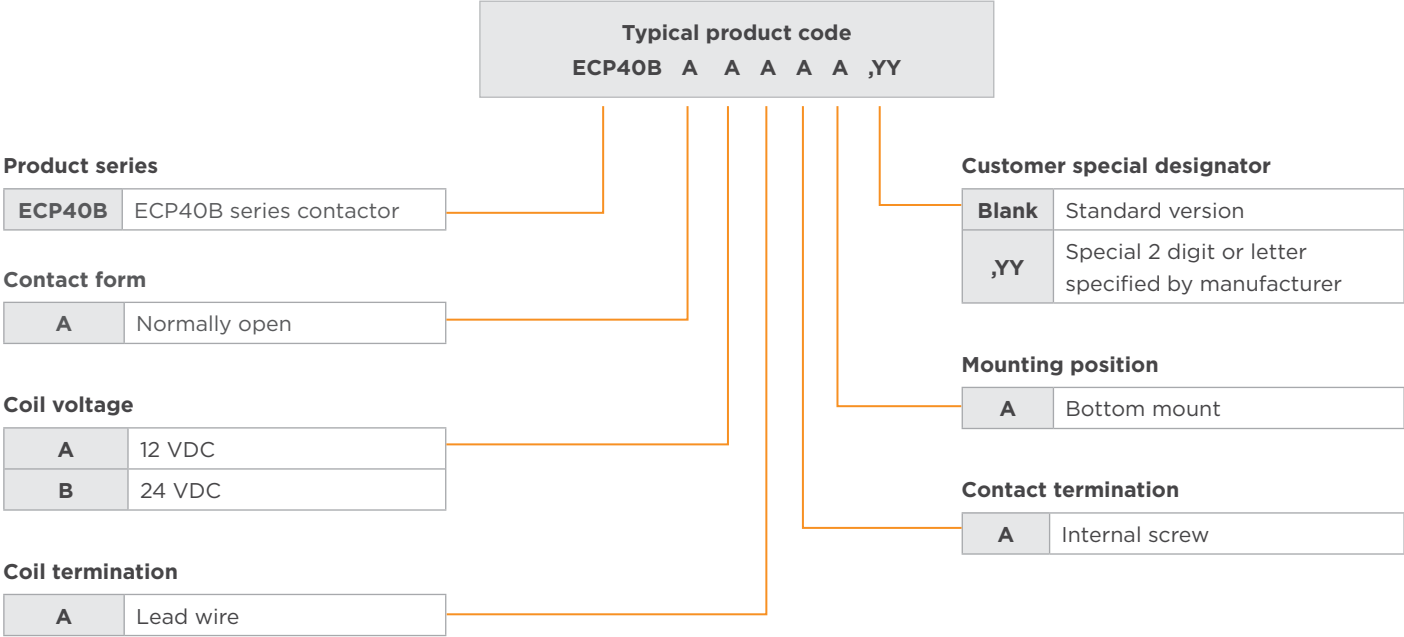 Typical product code
ECP40B A A A A A ,YY
Product series
ECP40B ECP40B series contactor
Contact form
A Normally open
Coil voltage
A 12 VDC
B 24 VDC
Coil termination
A Lead wire
Customer special designator
Blank Standard version
,YY Special 2 digit or letter
specified by manufacturer
Mounting position
A Bottom mount
Contact termination
A Internal screw